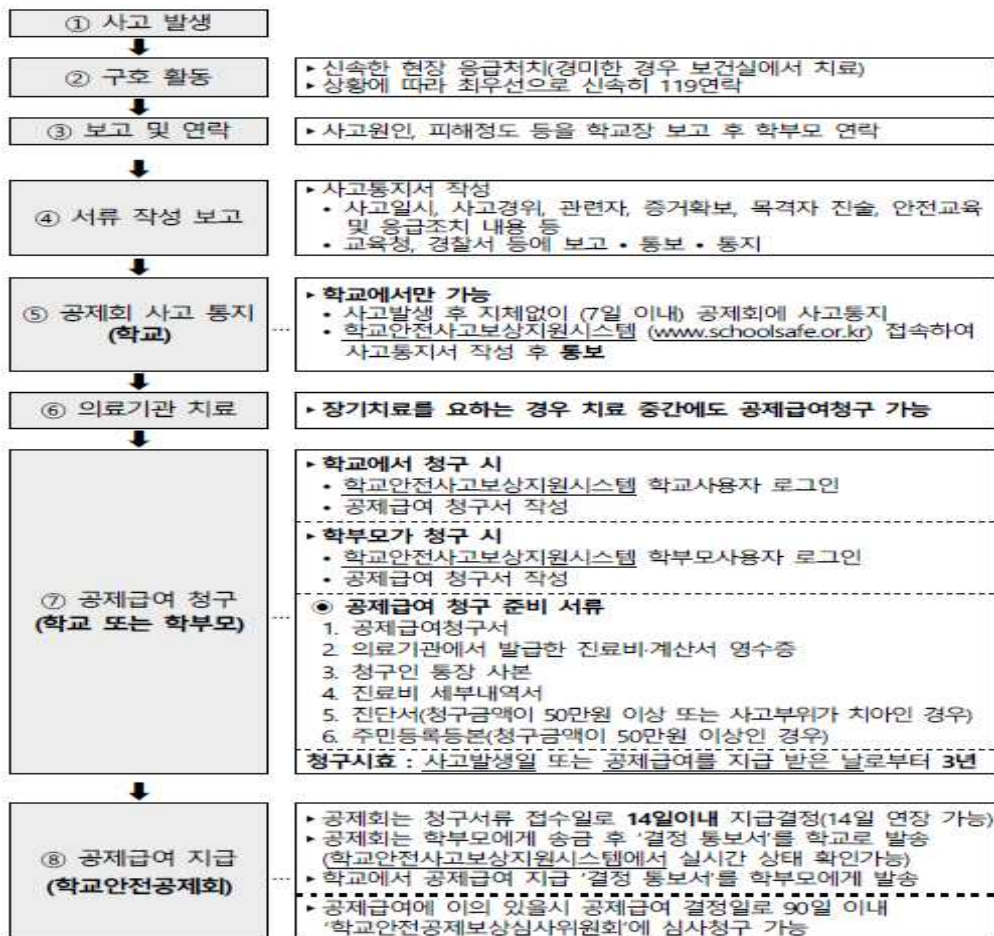 ① 사고 발생
② 구호 활동
▸ 신속한 현장 응급처치(경미한 경우 보건실에서 치료)
▸ 상황에 따라 최우선으로 신속히 119연락
③ 보고 및 연락
▸ 사고원인, 피해정도 등을 학교장 보고 후 학부모 연락
④ 서류 작성 보고
▸ 사고통지서 작성
• 사고일시, 사고경위, 관련자, 증거확보, 목격자 진술, 안전교육
및 응급조치 내용 등
• 교육청, 경찰서 등에 보고 • 통보 • 통지
⑤ 공제회 사고 통지
(학교)
…
▸ 학교에서만 가능
• 사고발생 후 지체없이 (7일 이내) 공제회에 사고통지
• 학교안전사고보상지원시스템 (www.schoolsafe.or.kr) 접속하여
사고통지서 작성 후 통보
⑥ 의료기관 치료
▸ 장기치료를 요하는 경우 치료 중간에도 공제급여청구 가능
⑦ 공제급여 청구
(학교 또는 학부모)
…
▸ 학교에서 청구 시
• 학교안전사고보상지원시스템 학교사용자 로그인
• 공제급여 청구서 작성
▸ 학부모가 청구 시
• 학교안전사고보상지원시스템 학부모사용자 로그인
• 공제급여 청구서 작성
◉ 공제급여 청구 준비 서류
1. 공제급여청구서
2. 의료기관에서 발급한 진료비·계산서 영수증
3. 청구인 통장 사본
4. 진료비 세부내역서
5. 진단서(청구금액이 50만원 이상 또는 사고부위가 치아인 경우)
6. 주민등록등본(청구금액이 50만원 이상인 경우)
청구시효 : 사고발생일 또는 공제급여를 지급 받은 날로부터 3년
⑧ 공제급여 지급
(학교안전공제회)
…
▸ 공제회는 청구서류 접수일로 14일이내 지급결정(14일 연장 가능)
▸ 공제회는 학부모에게 송금 후 '결정 통보서'를 학교로 발송
(학교안전사고보상지원시스템에서 실시간 상태 확인가능)
▸ 학교에서 공제급여 지급 '결정 통보서'를 학부모에게 발송
▸ 공제급여에 이의 있을시 공제급여 결정일로 90일 이내
'학교안전공제보상심사위원회'에 심사청구 가능